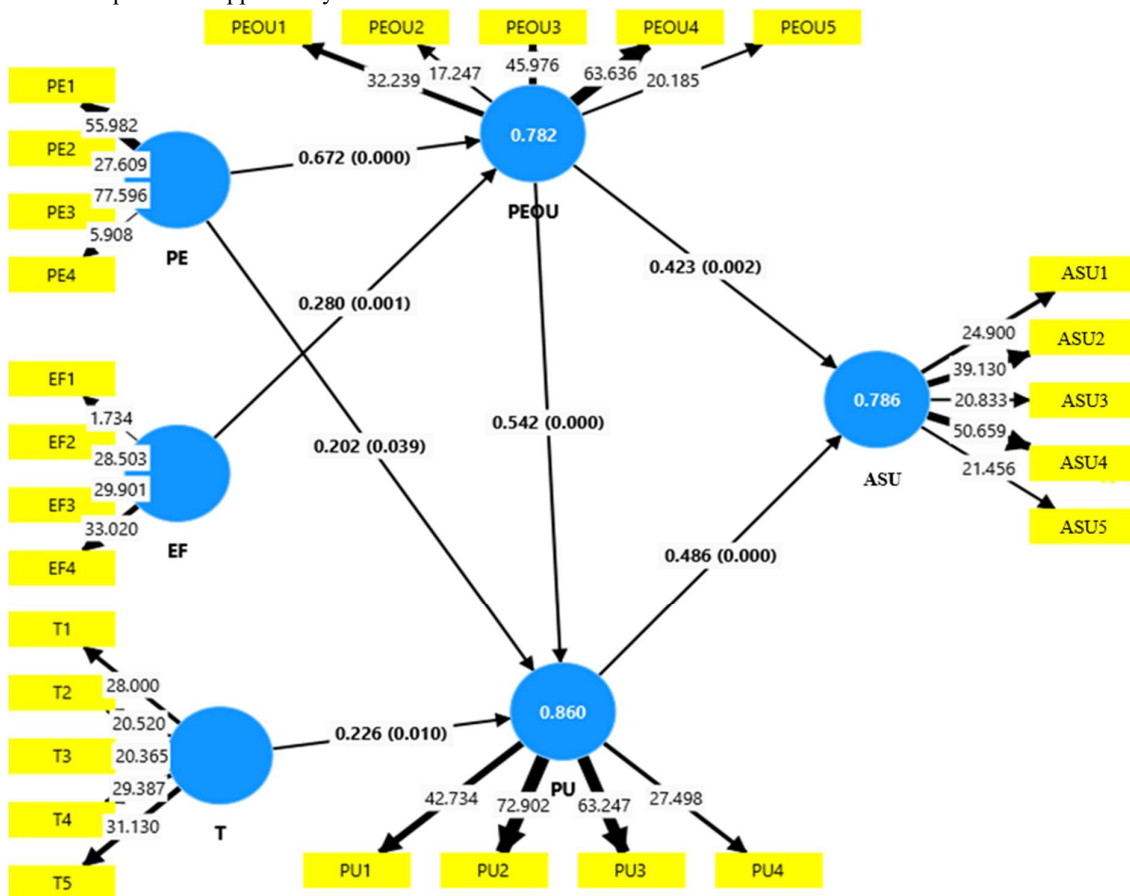 PEOU1
PEOU2
PEOU3
PEOU4
PEOU5
32.239
17.247
45.976
63.636
20.185
PE1
PE2
PE3
PE4
55.982
27.609
77.596
5.908
PE
0.782
PEOU
0.672 (0.000)
0.280 (0.001)
0.202 (0.039)
0.542 (0.000)
0.423 (0.002)
0.486 (0.000)
0.226 (0.010)
EF1
EF2
EF3
EF4
1.734
28.503
29.901
33.020
EF
ASU1
ASU2
ASU3
ASU4
ASU5
24.900
39.130
20.833
50.659
21.456
0.786
ASU
T1
T2
T3
T4
T5
28.000
20.520
20.365
29.387
31.130
T
0.860
PU
42.734
72.902
63.247
27.498
PU1
PU2
PU3
PU4